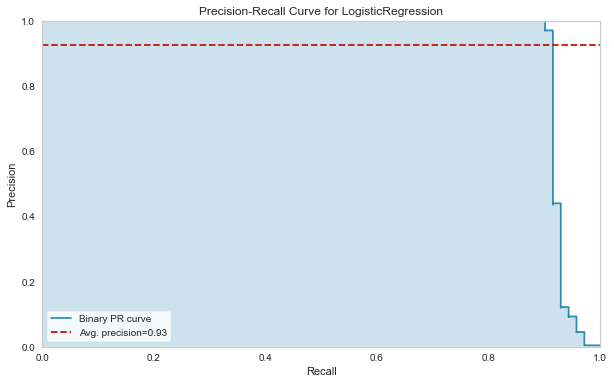 Precision-Recall Curve for LogisticRegression
1.0
0.8
0.6
0.4
0.2
0.0
Precision
Binary PR curve
Avg. precision=0.93
0.0 0.2 0.4 0.6 0.8 1.0
Recall